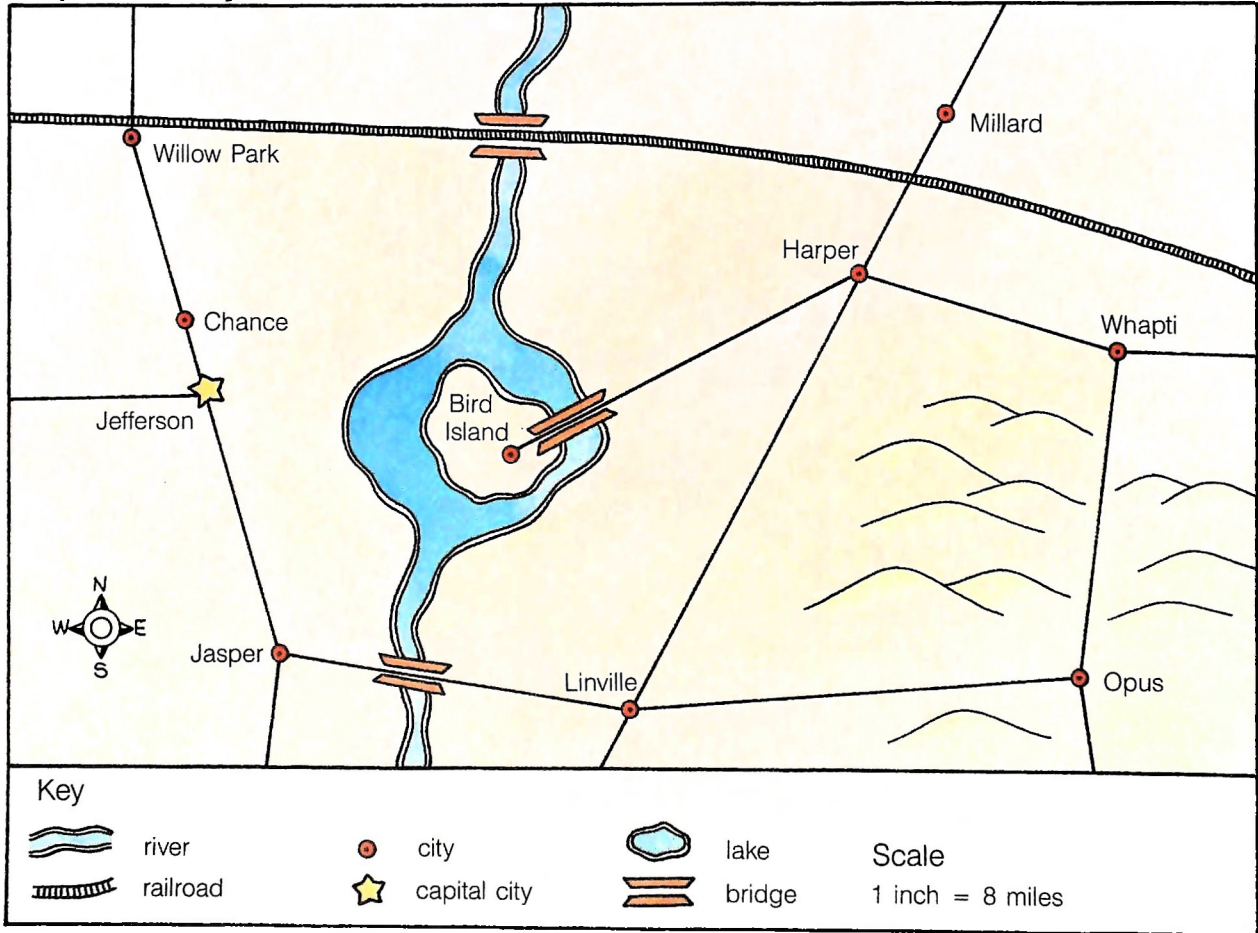 Millard
Willow Park
Harper
Chance
Whapti
Bird
Island
Jefferson
N
W E
S
Jasper
Linville
Opus
Key
river
city
lake
Scale
railroad
capital city
bridge
1 inch = 8 miles